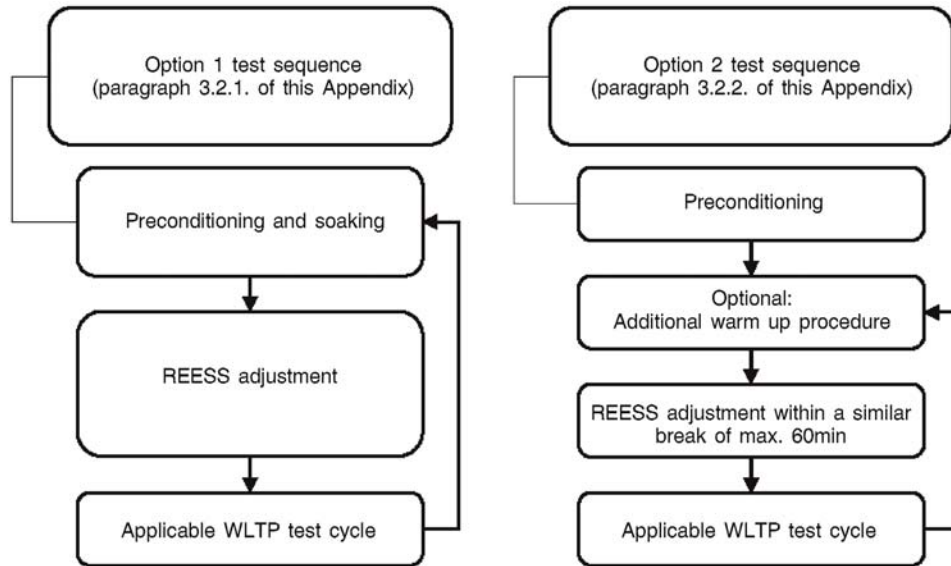 Option 1 test sequence
(paragraph 3.2.1. of this Appendix)
Preconditioning and soaking
REESS adjustment
Applicable WLTP test cycle
Option 2 test sequence
(paragraph 3.2.2. of this Appendix)
Preconditioning
Optional:
Additional warm up procedure
REESS adjustment within a similar
break of max. 60min
Applicable WLTP test cycle